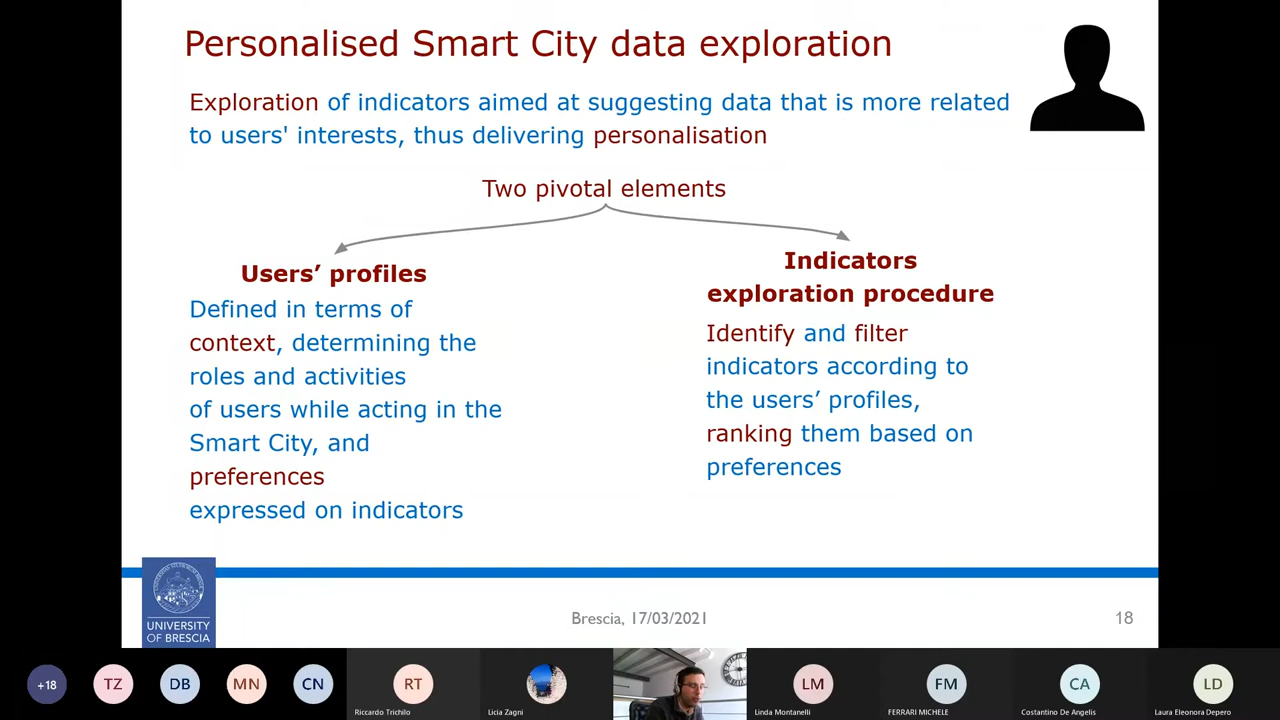 Personalised Smart City data exploration
Exploration of indicators aimed at suggesting data that is more related
to users' interests, thus delivering personalisation
Two pivotal elements
Users’ profiles
Defined in terms of
context, determining the
roles and activities
of users while acting in the
Smart City, and
preferences
expressed on indicators
Indicators
exploration procedure
Identify and filter
indicators according to
the users’ profiles,
ranking them based on
preferences
UNIVERSITY
OF BRESCIA
Brescia, 17/03/2021
18
+18
TZ
DB
MN
CN
RT
Riccardo Trichilo
Licia Zagni
LM
Linda Montanelli
FM
FERRARI MICHELE
CA
Costantino De Angelis
LD
Laura Eleonora Depero